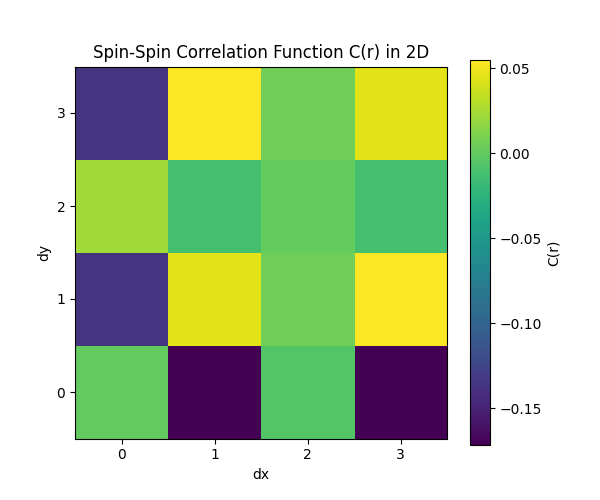 Spin-Spin Correlation Function C(r) in 2D
3
2
1
0
dy
0 1 2 3
dx
0.05
0.00
−0.05
−0.10
−0.15
C(r)